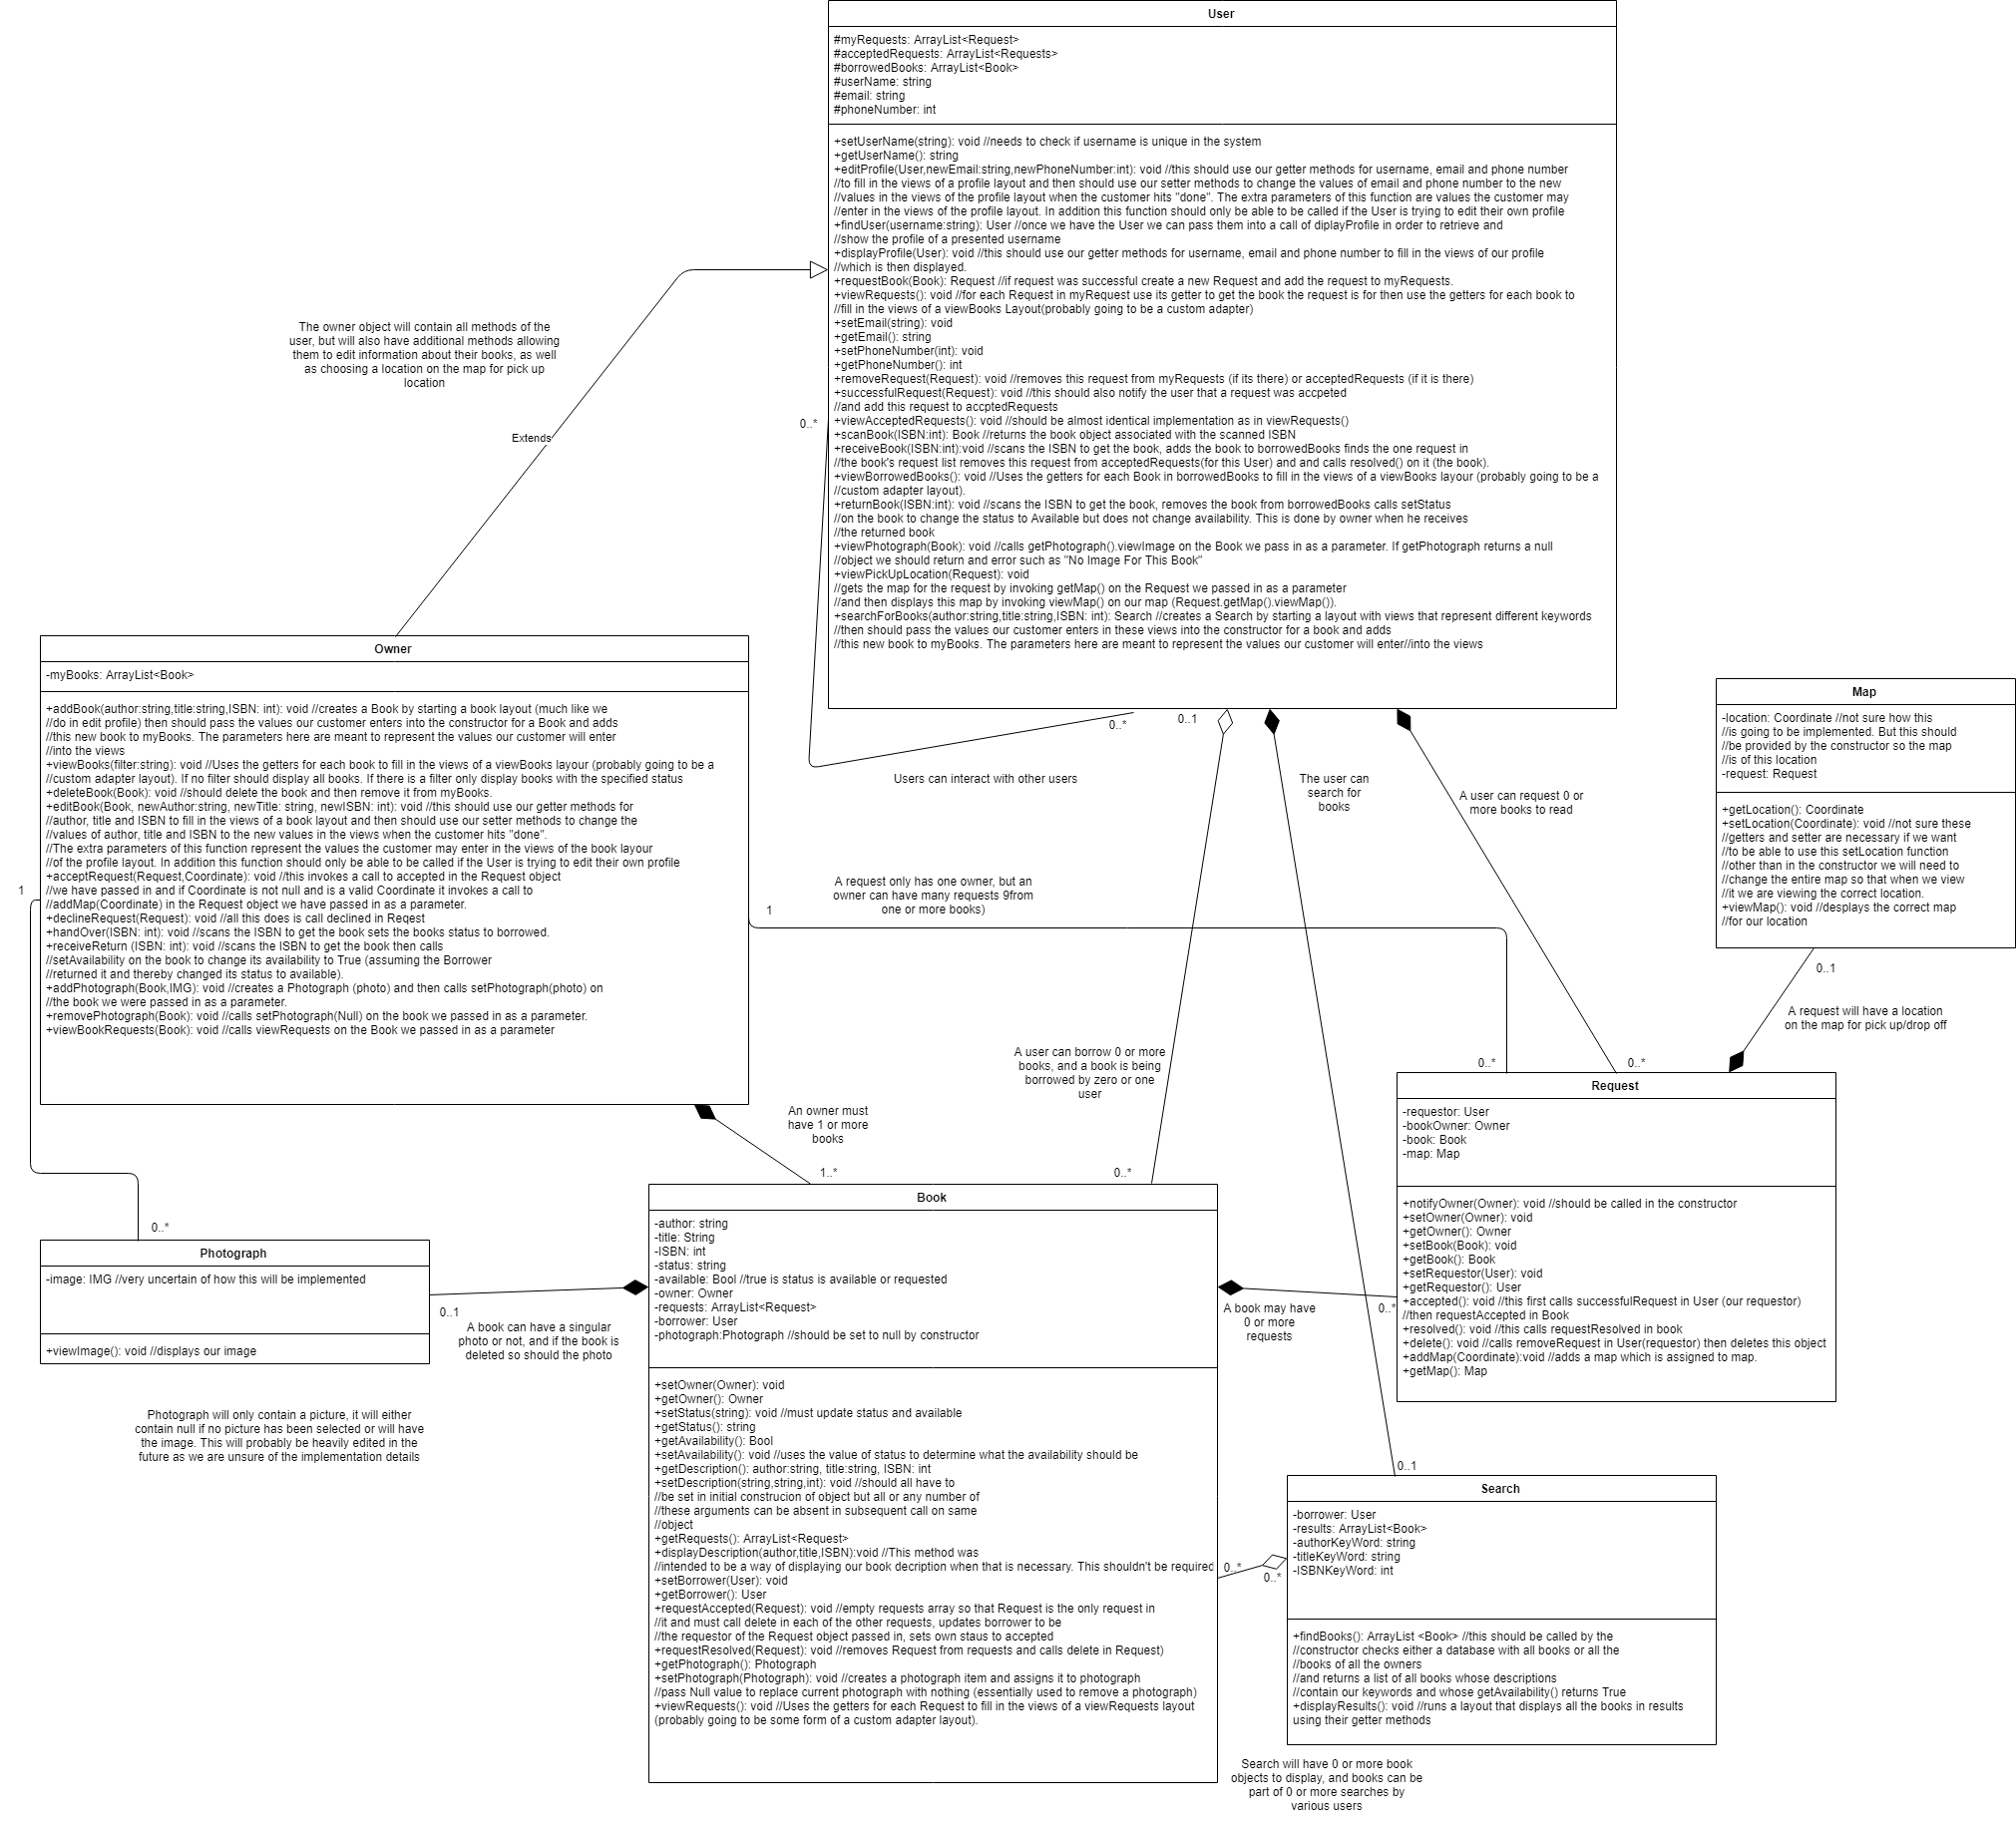 User
#myRequests: ArrayList<Request>
#acceptedRequests: ArrayList<Requests>
#borrowedBooks: ArrayList<Book>
#userName: string
#email: string
#phoneNumber: int
+setUserName(string): void //needs to check if username is unique in the system
+getUserName(): string
+editProfile(User,newEmail:string,newPhoneNumber:int): void //this should use our getter methods for username, email and phone number
//to fill in the views of a profile layout and then should use our setter methods to change the values of email and phone number to the new
//values in the views of the profile layout when the customer hits "done". The extra parameters of this function are values the customer may
//enter in the views of the profile layout. In addition this function should only be able to be called if the User is trying to edit their own profile
+findUser(username:string): User //once we have the User we can pass them into a call of diplayProfile in order to retrieve and
//show the profile of a presented username
+displayProfile(User): void //this should use our getter methods for username, email and phone number to fill in the views of our profile
//which is then displayed.
+requestBook(Book): Request //if request was successful create a new Request and add the request to myRequests.
+viewRequests(): void //for each Request in myRequest use its getter to get the book the request is for then use the getters for each book to
//fill in the views of a viewBooks Layout(probably going to be a custom adapter)
+setEmail(string): void
+getEmail(): string
+setPhoneNumber(int): void
+getPhoneNumber(): int
+removeRequest(Request): void //removes this request from myRequests (if its there) or acceptedRequests (if it is there)
+successfulRequest(Request): void //this should also notify the user that a request was accpeted
//and add this request to accptedRequests
+viewAcceptedRequests(): void //should be almost identical implementation as in viewRequests()
+scanBook(ISBN:int): Book //returns the book object associated with the scanned ISBN
+receiveBook(ISBN:int):void //scans the ISBN to get the book, adds the book to borrowedBooks finds the one request in
//the book's request list removes this request from acceptedRequests(for this User) and and calls resolved() on it (the book).
+viewBorrowedBooks(): void //Uses the getters for each Book in borrowedBooks to fill in the views of a viewBooks layour (probably going to be a
//custom adapter layout).
+returnBook(ISBN:int): void //scans the ISBN to get the book, removes the book from borrowedBooks calls setStatus
//on the book to change the status to Available but does not change availability. This is done by owner when he receives
//the returned book
+viewPhotograph(Book): void //calls getPhotograph().viewImage on the Book we pass in as a parameter. If getPhotograph returns a null
//object we should return and error such as "No Image For This Book"
+viewPickUpLocation(Request): void
//gets the map for the request by invoking getMap() on the Request we passed in as a parameter
//and then displays this map by invoking viewMap() on our map (Request.getMap().viewMap()).
+searchForBooks(author:string,title:string,ISBN: int): Search //creates a Search by starting a layout with views that represent different keywords
//then should pass the values our customer enters in these views into the constructor for a book and adds
//this new book to myBooks. The parameters here are meant to represent the values our customer will enter//into the views
The owner object will contain all methods of the
user, but will also have additional methods allowing
them to edit information about their books, as well
as choosing a location on the map for pick up
location
Extends
0..*
0..*
0..1
Users can interact with other users
The user can
search for
books
A user can request 0 or
more books to read
Owner
-myBooks: ArrayList<Book>
+addBook(author:string,title:string,ISBN: int): void //creates a Book by starting a book layout (much like we
//do in edit profile) then should pass the values our customer enters into the constructor for a Book and adds
//this new book to myBooks. The parameters here are meant to represent the values our customer will enter
//into the views
+viewBooks(filter:string): void //Uses the getters for each book to fill in the views of a viewBooks layour (probably going to be a
//custom adapter layout). If no filter should display all books. If there is a filter only display books with the specified status
+deleteBook(Book): void //should delete the book and then remove it from myBooks.
+editBook(Book, newAuthor:string, newTitle: string, newISBN: int): void //this should use our getter methods for
//author, title and ISBN to fill in the views of a book layout and then should use our setter methods to change the
//values of author, title and ISBN to the new values in the views when the customer hits "done".
//The extra parameters of this function represent the values the customer may enter in the views of the book layour
//of the profile layout. In addition this function should only be able to be called if the User is trying to edit their own profile
+acceptRequest(Request,Coordinate): void //this invokes a call to accepted in the Request object
//we have passed in and if Coordinate is not null and is a valid Coordinate it invokes a call to
//addMap(Coordinate) in the Request object we have passed in as a parameter.
+declineRequest(Request): void //all this does is call declined in Reqest
+handOver(ISBN: int): void //scans the ISBN to get the book sets the books status to borrowed.
+receiveReturn (ISBN: int): void //scans the ISBN to get the book then calls
//setAvailability on the book to change its availability to True (assuming the Borrower
//returned it and thereby changed its status to available).
+addPhotograph(Book,IMG): void //creates a Photograph (photo) and then calls setPhotograph(photo) on
//the book we were passed in as a parameter.
+removePhotograph(Book): void //calls setPhotograph(Null) on the book we passed in as a parameter.
+viewBookRequests(Book): void //calls viewRequests on the Book we passed in as a parameter
1
1
A request only has one owner, but an
owner can have many requests 9from
one or more books)
Map
-location: Coordinate //not sure how this
//is going to be implemented. But this should
//be provided by the constructor so the map
//is of this location
-request: Request
+getLocation(): Coordinate
+setLocation(Coordinate): void //not sure these
//getters and setter are necessary if we want
//to be able to use this setLocation function
//other than in the constructor we will need to
//change the entire map so that when we view
//it we are viewing the correct location.
+viewMap(): void //desplays the correct map
//for our location
0..1
A request will have a location
on the map for pick up/drop off
A user can borrow 0 or more
books, and a book is being
borrowed by zero or one
user
0..*
0..*
An owner must
have 1 or more
books
1..*
0..*
Request
-requestor: User
-bookOwner: Owner
-book: Book
-map: Map
+notifyOwner(Owner): void //should be called in the constructor
+setOwner(Owner): void
+getOwner(): Owner
+setBook(Book): void
+getBook(): Book
+setRequestor(User): void
+getRequestor(): User
+accepted(): void //this first calls successfulRequest in User (our requestor)
//then requestAccepted in Book
+resolved(): void //this calls requestResolved in book
+delete(): void //calls removeRequest in User(requestor) then deletes this object
+addMap(Coordinate):void //adds a map which is assigned to map.
+getMap(): Map
0..*
Photograph
-image: IMG //very uncertain of how this will be implemented
+viewImage(): void //displays our image
0..1
A book can have a singular
photo or not, and if the book is
deleted so should the photo
Photograph will only contain a picture, it will either
contain null if no picture has been selected or will have
the image. This will probably be heavily edited in the
future as we are unsure of the implementation details
Book
-author: string
-title: String
-ISBN: int
-status: string
-available: Bool //true is status is available or requested
-owner: Owner
-requests: ArrayList<Request>
-borrower: User
-photograph:Photograph //should be set to null by constructor
+setOwner(Owner): void
+getOwner(): Owner
+setStatus(string): void //must update status and available
+getStatus(): string
+getAvailability(): Bool
+setAvailability(): void //uses the value of status to determine what the availability should be
+getDescription(): author:string, title:string, ISBN: int
+setDescription(string,string,int): void //should all have to
//be set in initial construcion of object but all or any number of
//these arguments can be absent in subsequent call on same
//object
+getRequests(): ArrayList<Request>
+displayDescription(author,title,ISBN):void //This method was
//intended to be a way of displaying our book decription when that is necessary. This shouldn't be required
+setBorrower(User): void
+getBorrower(): User
+requestAccepted(Request): void //empty requests array so that Request is the only request in
//it and must call delete in each of the other requests, updates borrower to be
//the requestor of the Request object passed in, sets own staus to accepted
+requestResolved(Request): void //removes Request from requests and calls delete in Request)
+getPhotograph(): Photograph
+setPhotograph(Photograph): void //creates a photograph item and assigns it to photograph
//pass Null value to replace current photograph with nothing (essentially used to remove a photograph)
+viewRequests(): void //Uses the getters for each Request to fill in the views of a viewRequests layout
(probably going to be some form of a custom adapter layout).
0..*
A book may have
0 or more
requests
0..1
Search
-borrower: User
-results: ArrayList<Book>
-authorKeyWord: string
-titleKeyWord: string
-ISBNKeyWord: int
+findBooks(): ArrayList <Book> //this should be called by the
//constructor checks either a database with all books or all the
//books of all the owners
//and returns a list of all books whose descriptions
//contain our keywords and whose getAvailability() returns True
+displayResults(): void //runs a layout that displays all the books in results
using their getter methods
0..*
0..*
Search will have 0 or more book
objects to display, and books can be
part of 0 or more searches by
various users